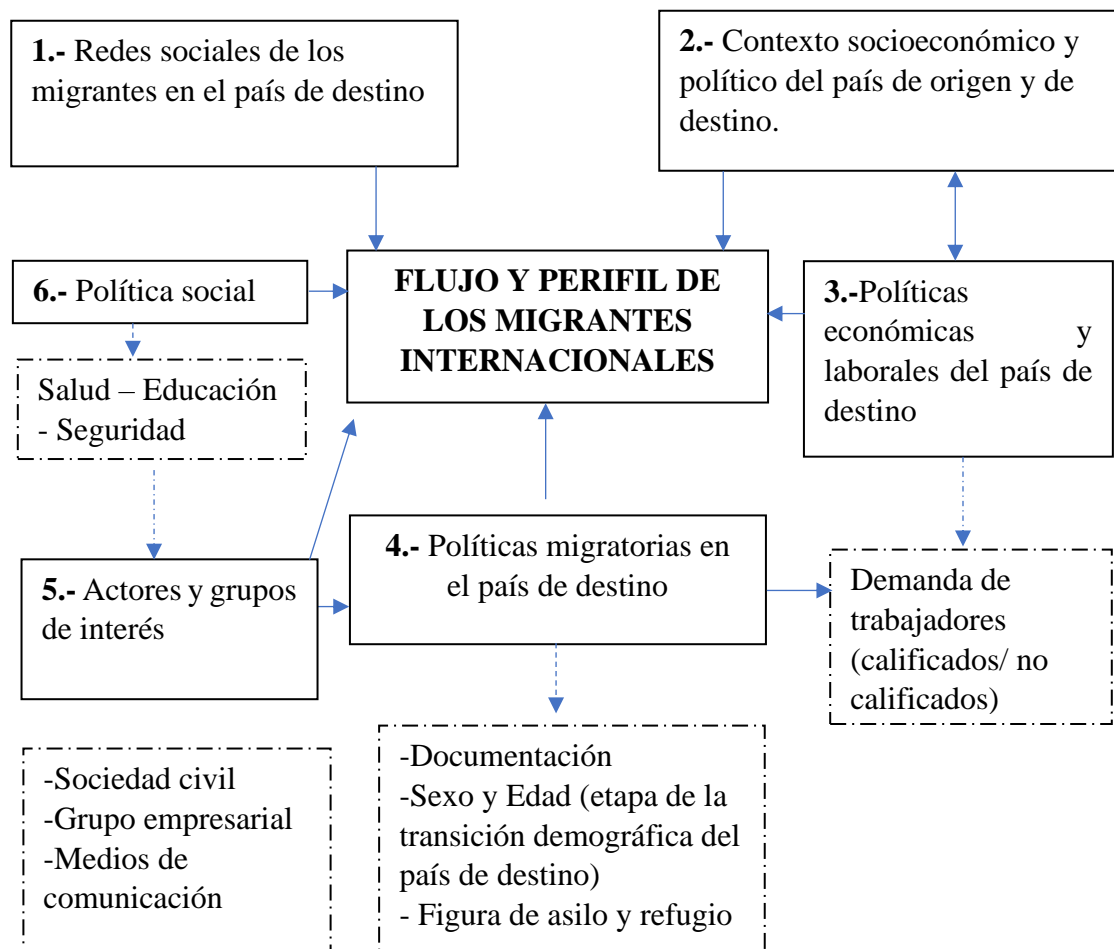 1.- Redes sociales de los
migrantes en el país de destino
2.- Contexto socioeconómico y
político del país de origen y de
destino.
FLUJO Y PERIFIL DE
LOS MIGRANTES
INTERNACIONALES
6.- Política social
3.-Políticas
económicas y
laborales del país de
destino
Salud – Educación
- Seguridad
4.- Políticas migratorias en
el país de destino
5.- Actores y grupos
de interés
Demanda de
trabajadores
(calificados/ no
calificados)
-Sociedad civil
-Grupo empresarial
-Medios de
comunicación
-Documentación
-Sexo y Edad (etapa de la
transición demográfica del
país de destino)
- Figura de asilo y refugio